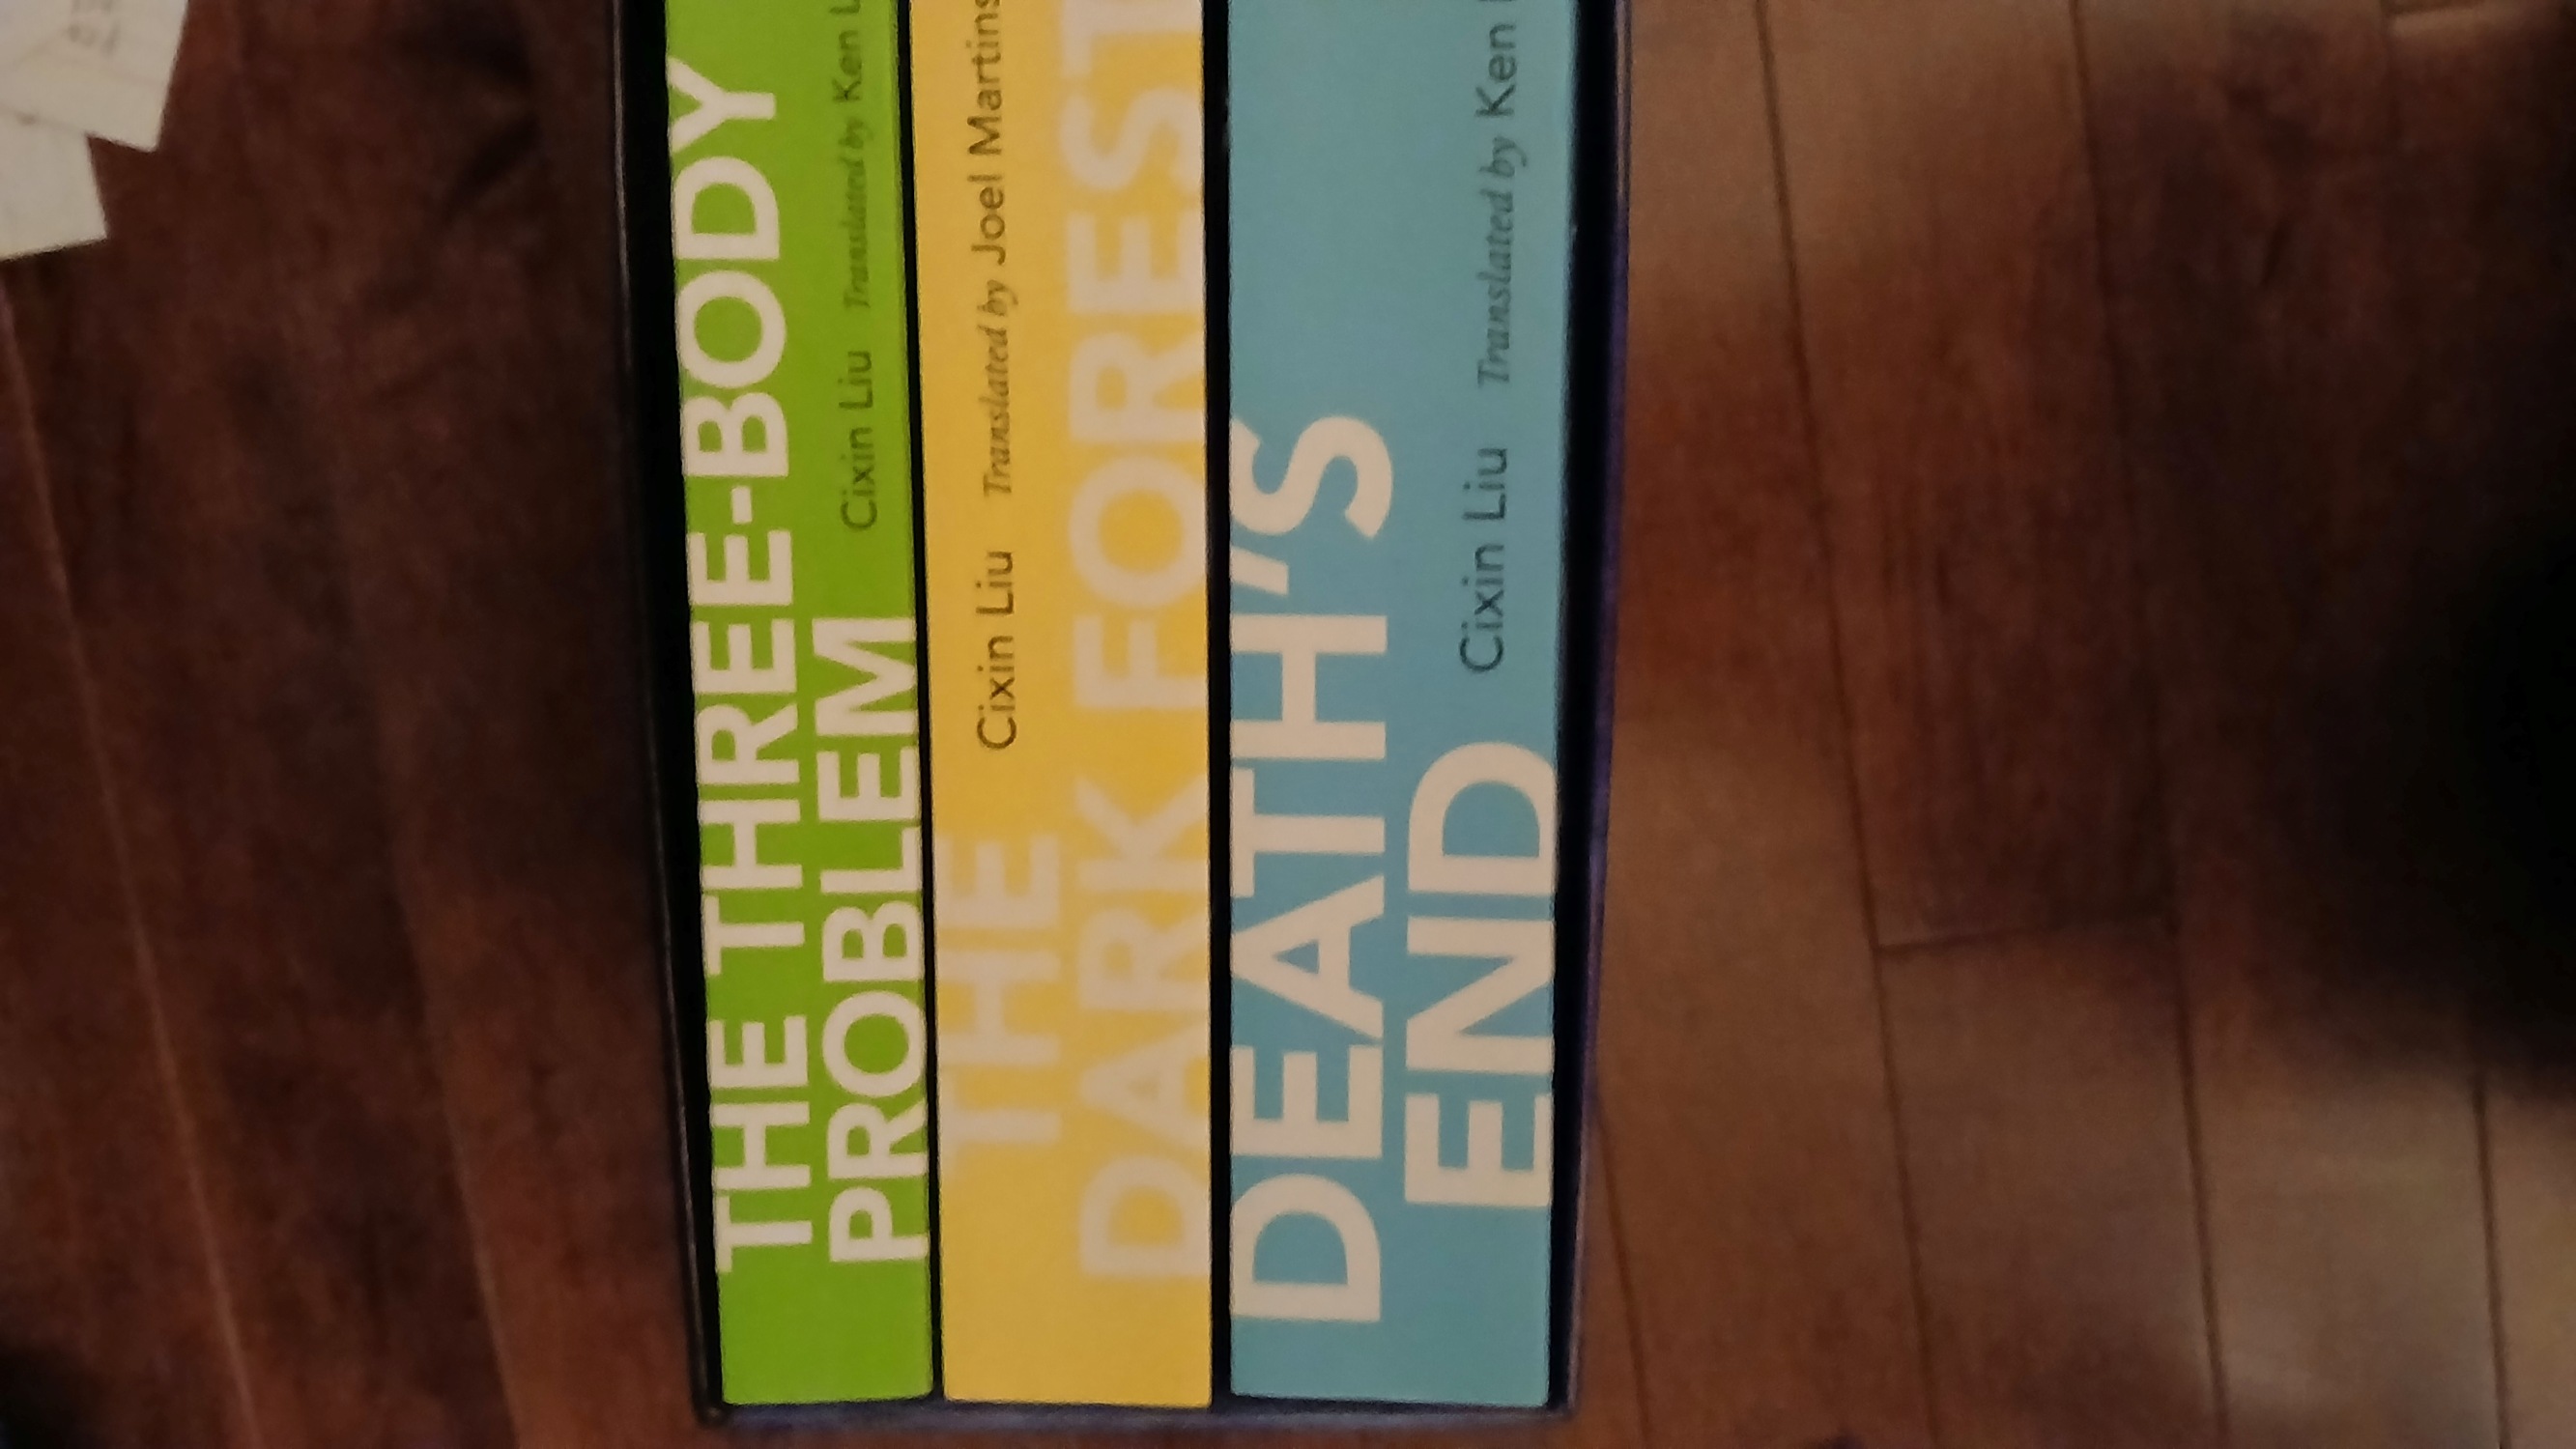 THE THREE-BODY
PROBLEM
Cixin Liu Translated by Ken
THE
DARK FOREST
Cixin Liu Translated by Joel Martins
DEATH'S
END
Cixin Liu Translated by Ken